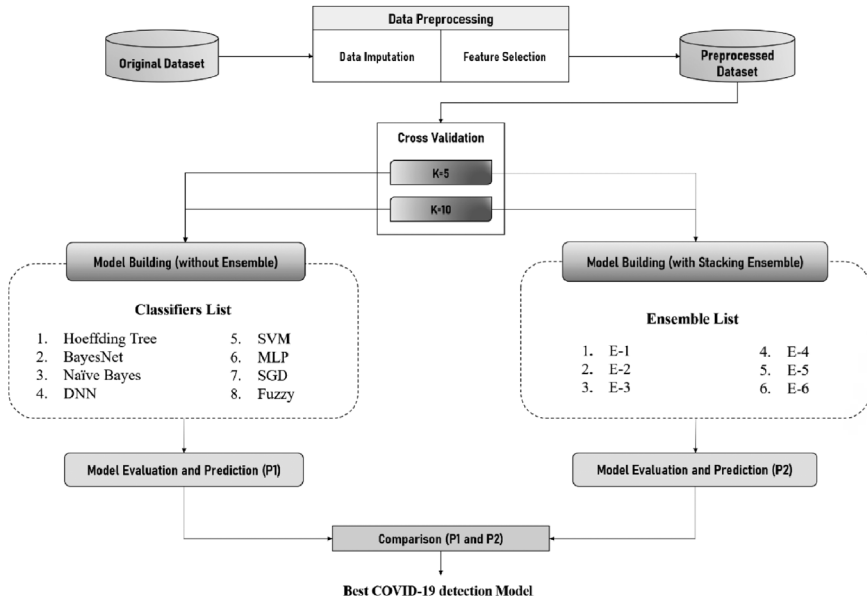 Data Preprocessing
Original Dataset
Data Imputation
Feature Selection
Preprocessed
Dataset
Cross Validation
K=5
K=10
Model Building (without Ensemble)
Classifiers List
1. Hoeffding Tree
2. BayesNet
3. Naïve Bayes
4. DNN
5. SVM
6. MLP
7. SGD
8. Fuzzy
Model Building (with Stacking Ensemble)
Ensemble List
1. E-1
2. E-2
3. E-3
4. E-4
5. E-5
6. E-6
Model Evaluation and Prediction (P1)
Model Evaluation and Prediction (P2)
Comparison (P1 and P2)
Best COVID-19 detection Model